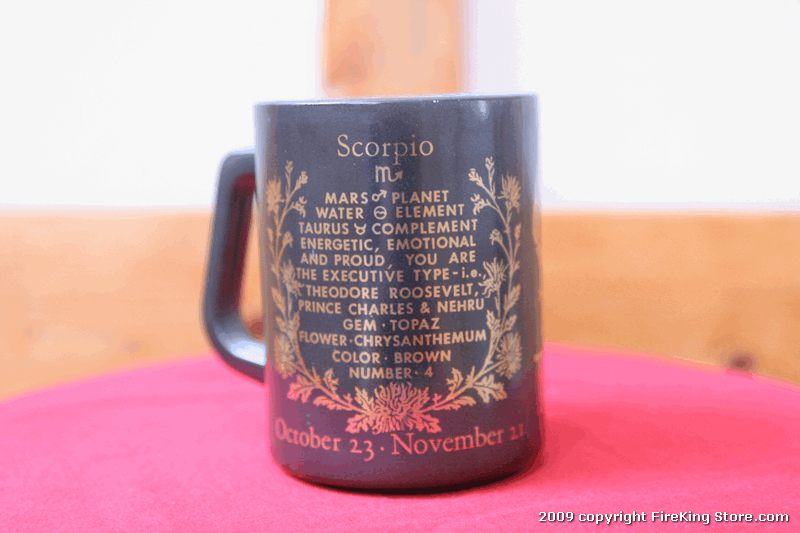 Scorpio
♏
MARS ♂ PLANET
WATER ⊖ ELEMENT
TAURUS ♉ COMPLEMENT
ENERGETIC, EMOTIONAL
AND PROUD, YOU ARE
THE EXECUTIVE TYPE-i.e.
THEODORE ROOSEVELT,
PRINCE CHARLES & NEHRU
GEM · TOPAZ
FLOWER · CHRYSANTHEMUM
COLOR · BROWN
NUMBER · 4
October 23 · November 21
2009 copyright FireKing Store.com